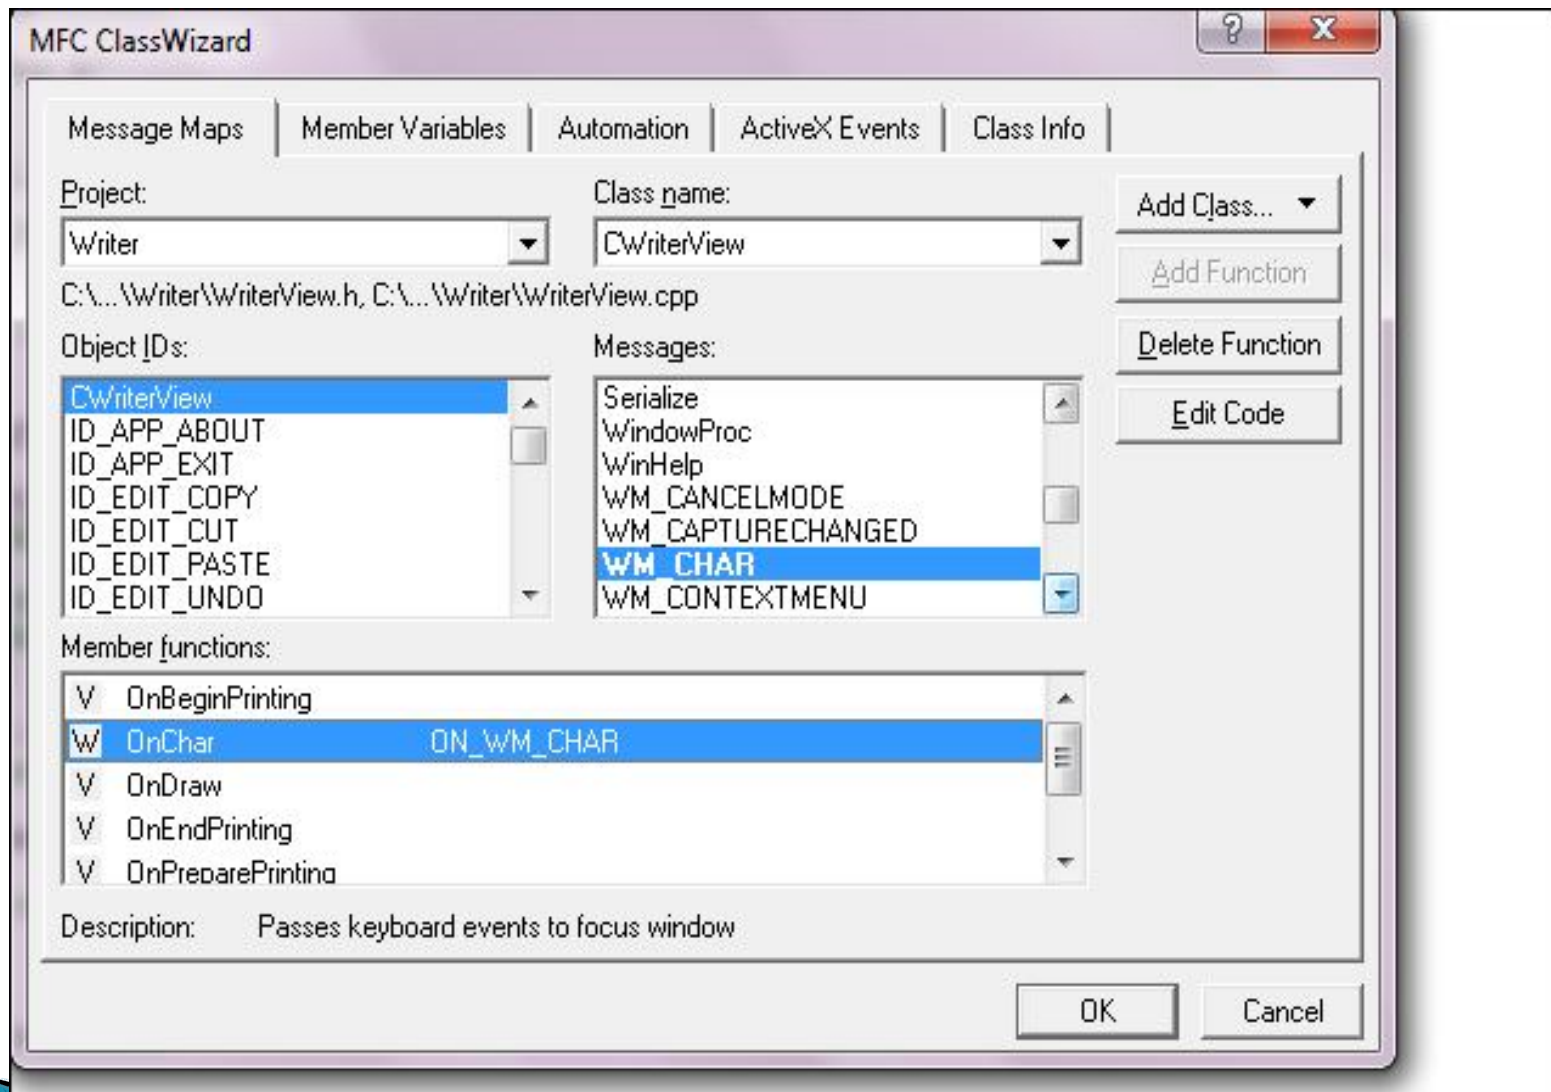 MFC ClassWizard
Message Maps Member Variables Automation ActiveX Events Class Info
Project: Class name:
Add Class...
Writer CWriterView
Add Function
C:\...\Writer\WriterView.h, C:\...\Writer\WriterView.cpp
Object IDs: Messages:
Delete Function
CWriterView Serialize
Edit Code
ID_APP_ABOUT WindowProc
ID_APP_EXIT WinHelp
ID_EDIT_COPY WM_CANCELMODE
ID_EDIT_CUT WM_CAPTURECHANGED
ID_EDIT_PASTE WM_CHAR
ID_EDIT_UNDO WM_CONTEXTMENU
Member functions:
V OnBeginPrinting
W OnChar ON_WM_CHAR
V OnDraw
V OnEndPrinting
V OnPreparePrinting
Description: Passes keyboard events to focus window
OK Cancel